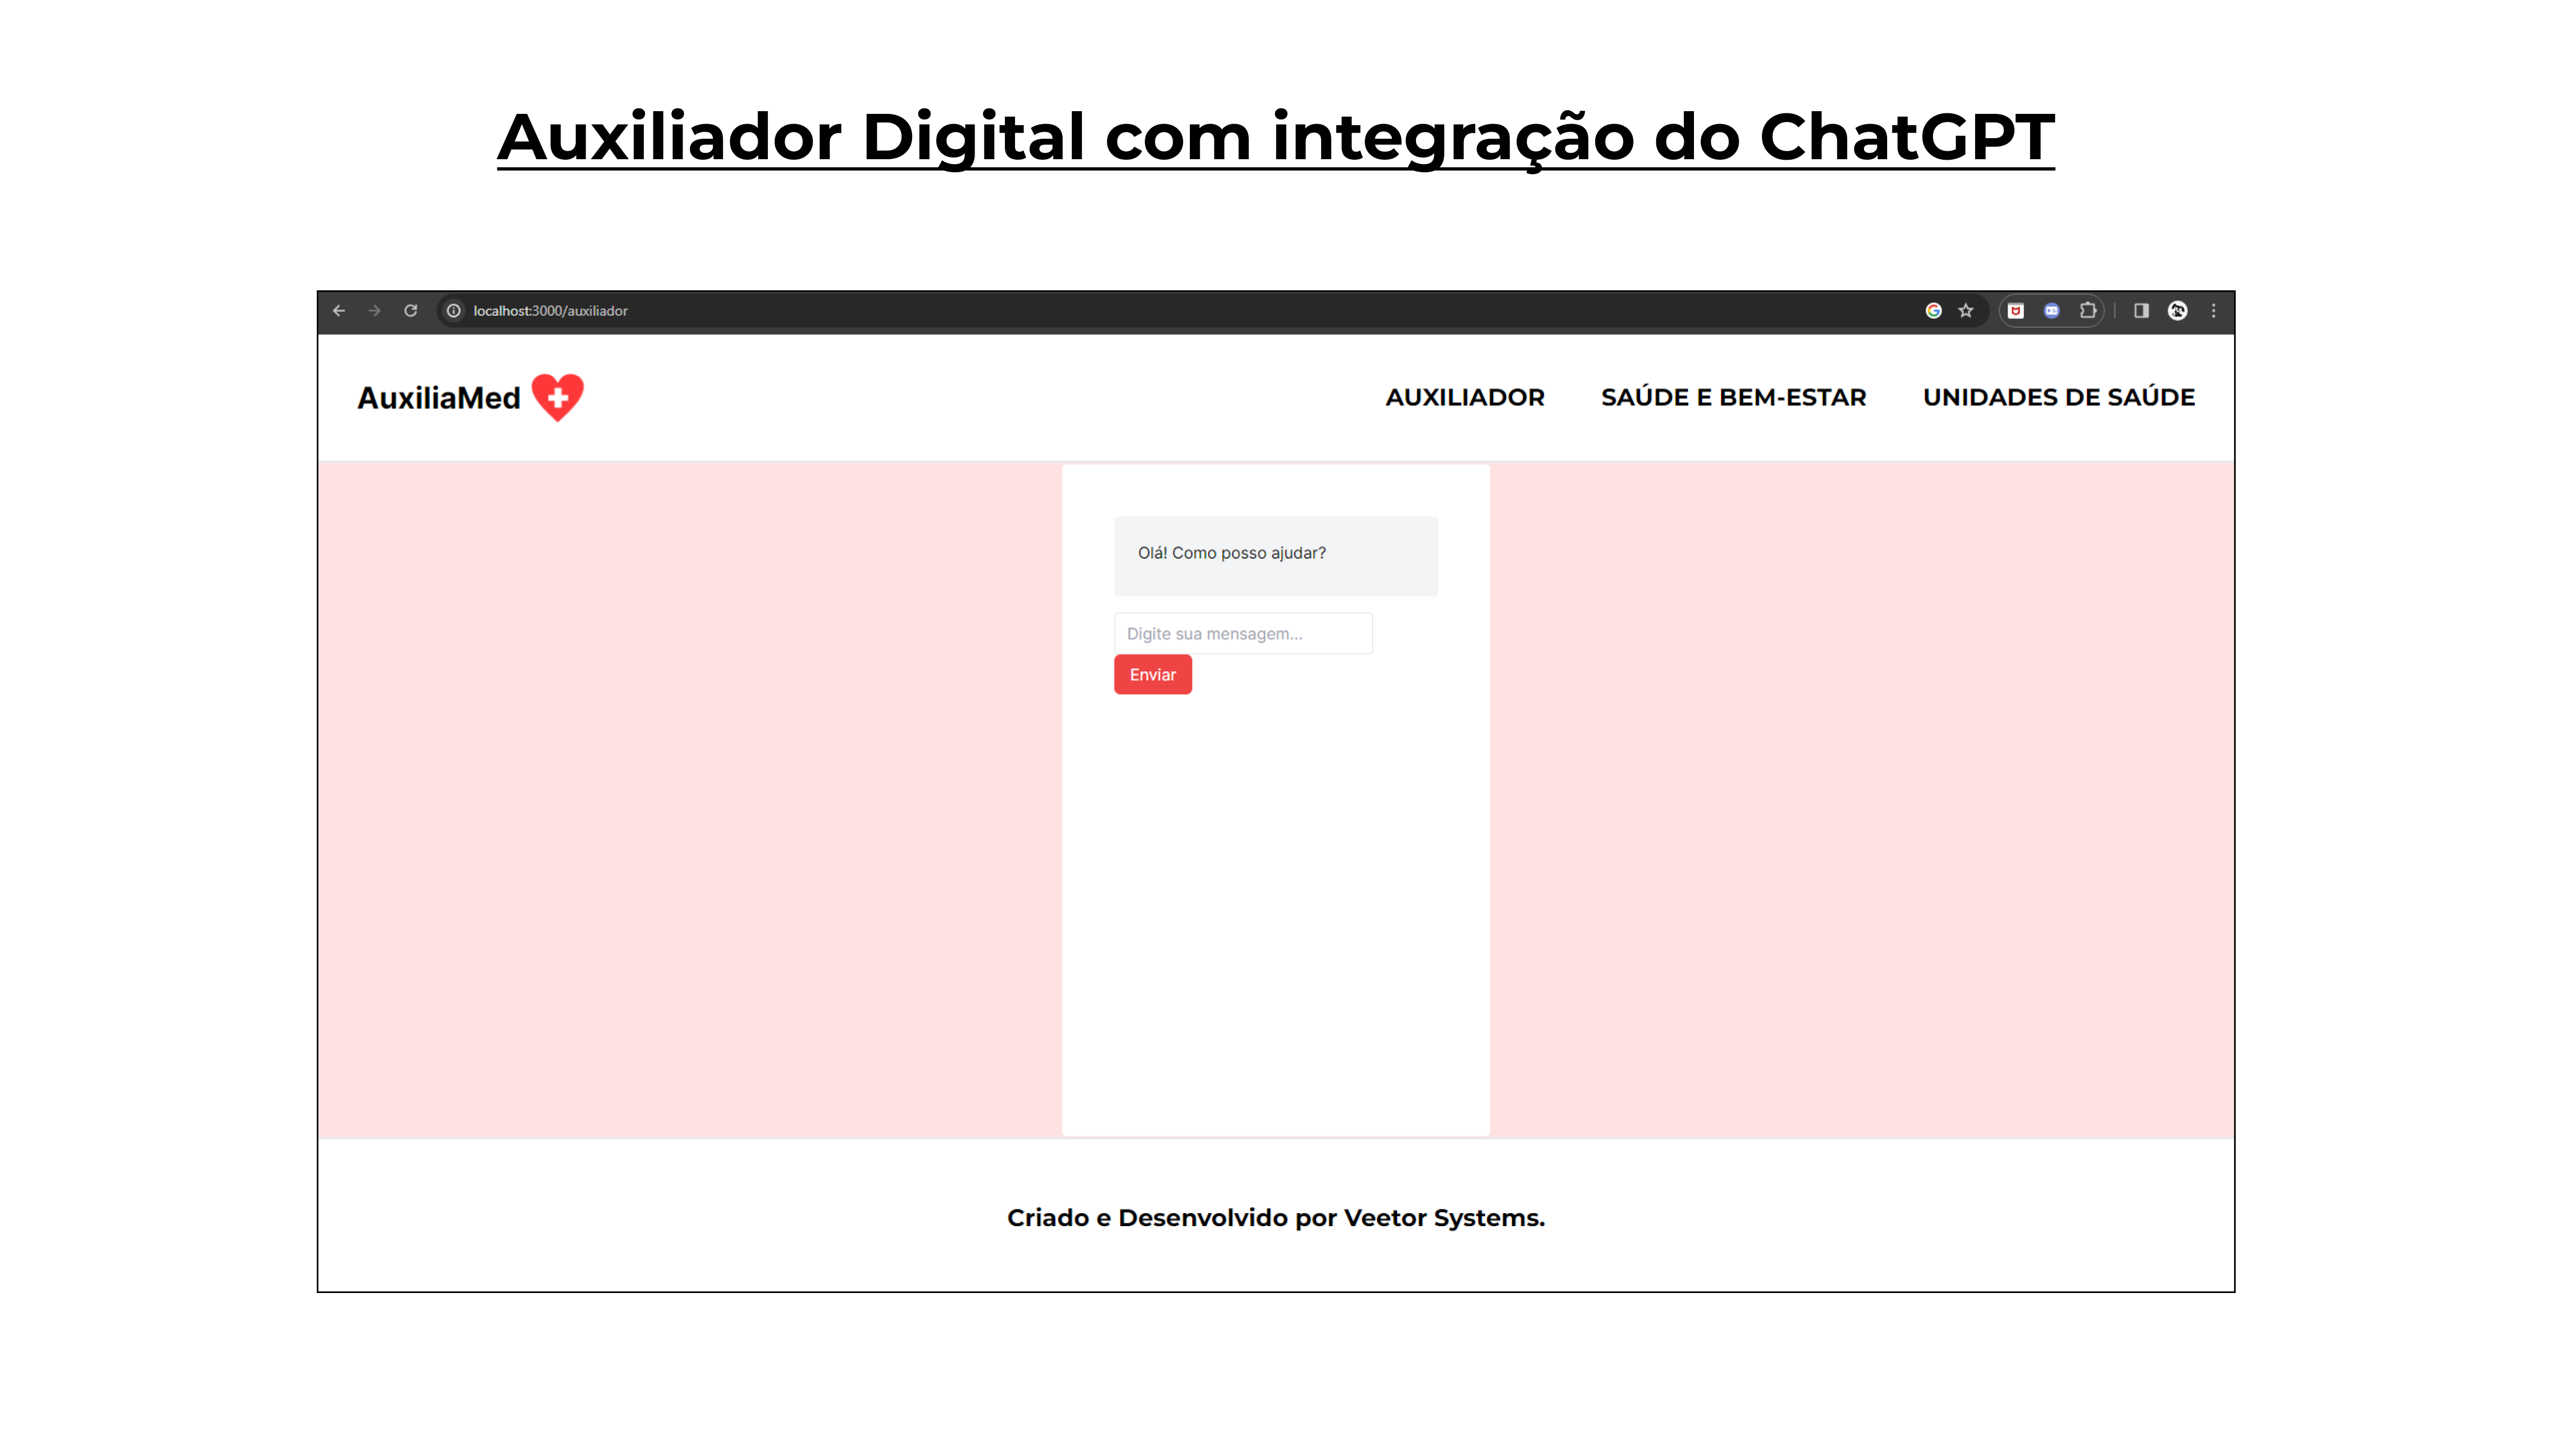 Auxiliador Digital com integração do ChatGPT
localhost:3000/auxiliador
AuxiliaMed
AUXILIADOR SAÚDE E BEM-ESTAR UNIDADES DE SAÚDE
Olá! Como posso ajudar?
Digite sua mensagem...
Enviar
Criado e Desenvolvido por Veetor Systems.